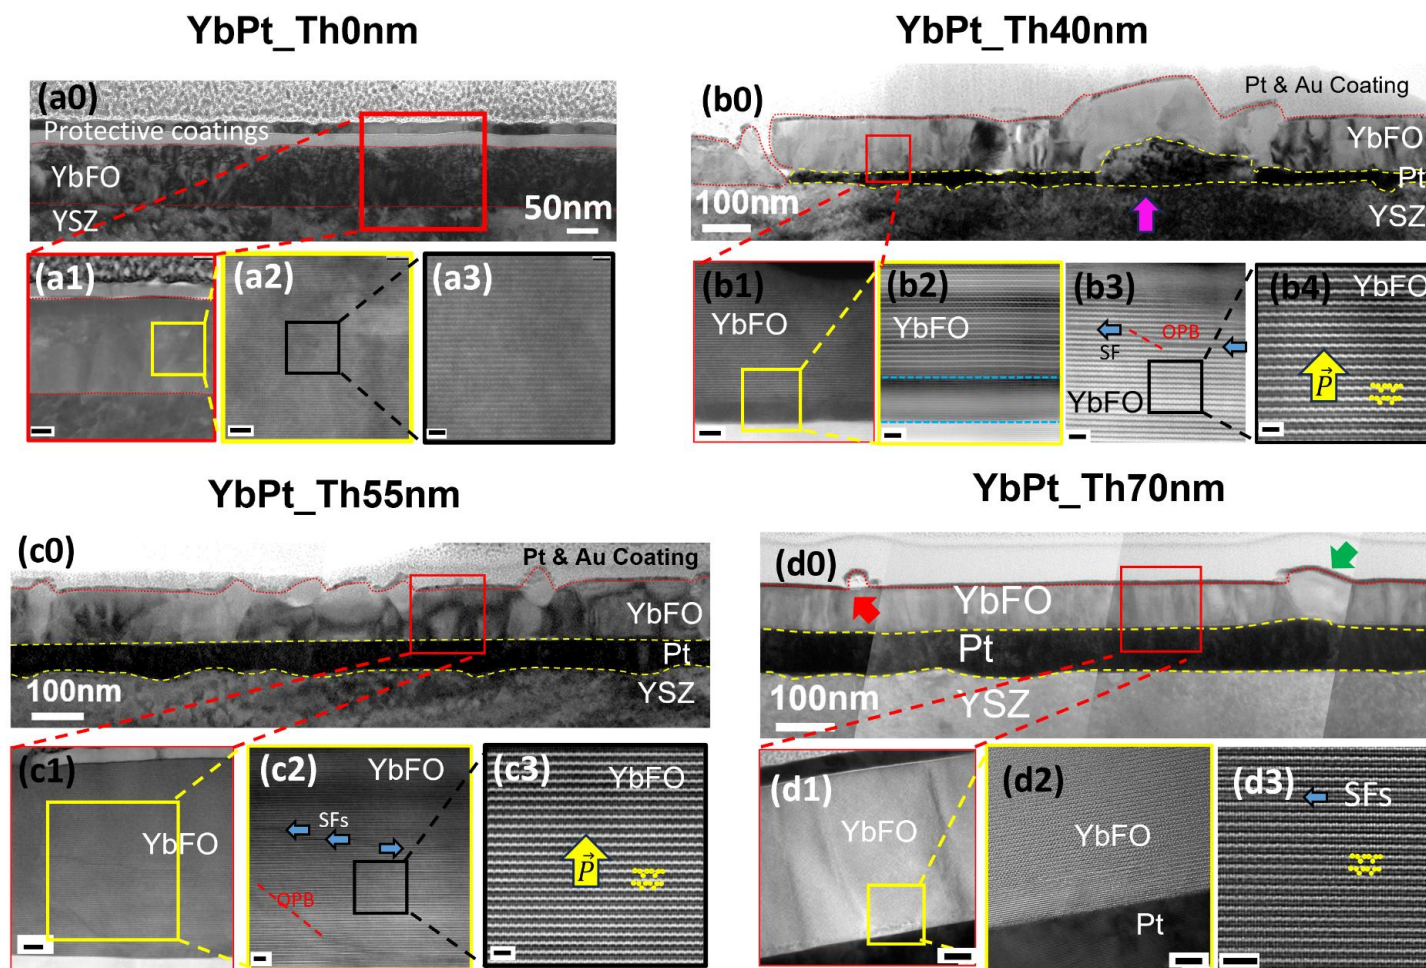 YbPt_Th0nm
(a0)
Protective coatings
YbFO
YSZ
50nm
(a1)
(a2)
(a3)
YbPt_Th40nm
(b0)
Pt & Au Coating
YbFO
Pt
YSZ
100nm
(b1)
YbFO
(b2)
YbFO
(b3)
OPB
SF
YbFO
(b4)
YbFO
P⃗
YbPt_Th55nm
(c0)
Pt & Au Coating
YbFO
Pt
YSZ
100nm
(c1)
YbFO
(c2)
YbFO
SFs
OPB
(c3)
YbFO
P⃗
YbPt_Th70nm
(d0)
YbFO
Pt
YSZ
100nm
(d1)
YbFO
(d2)
YbFO
Pt
(d3)
SFs